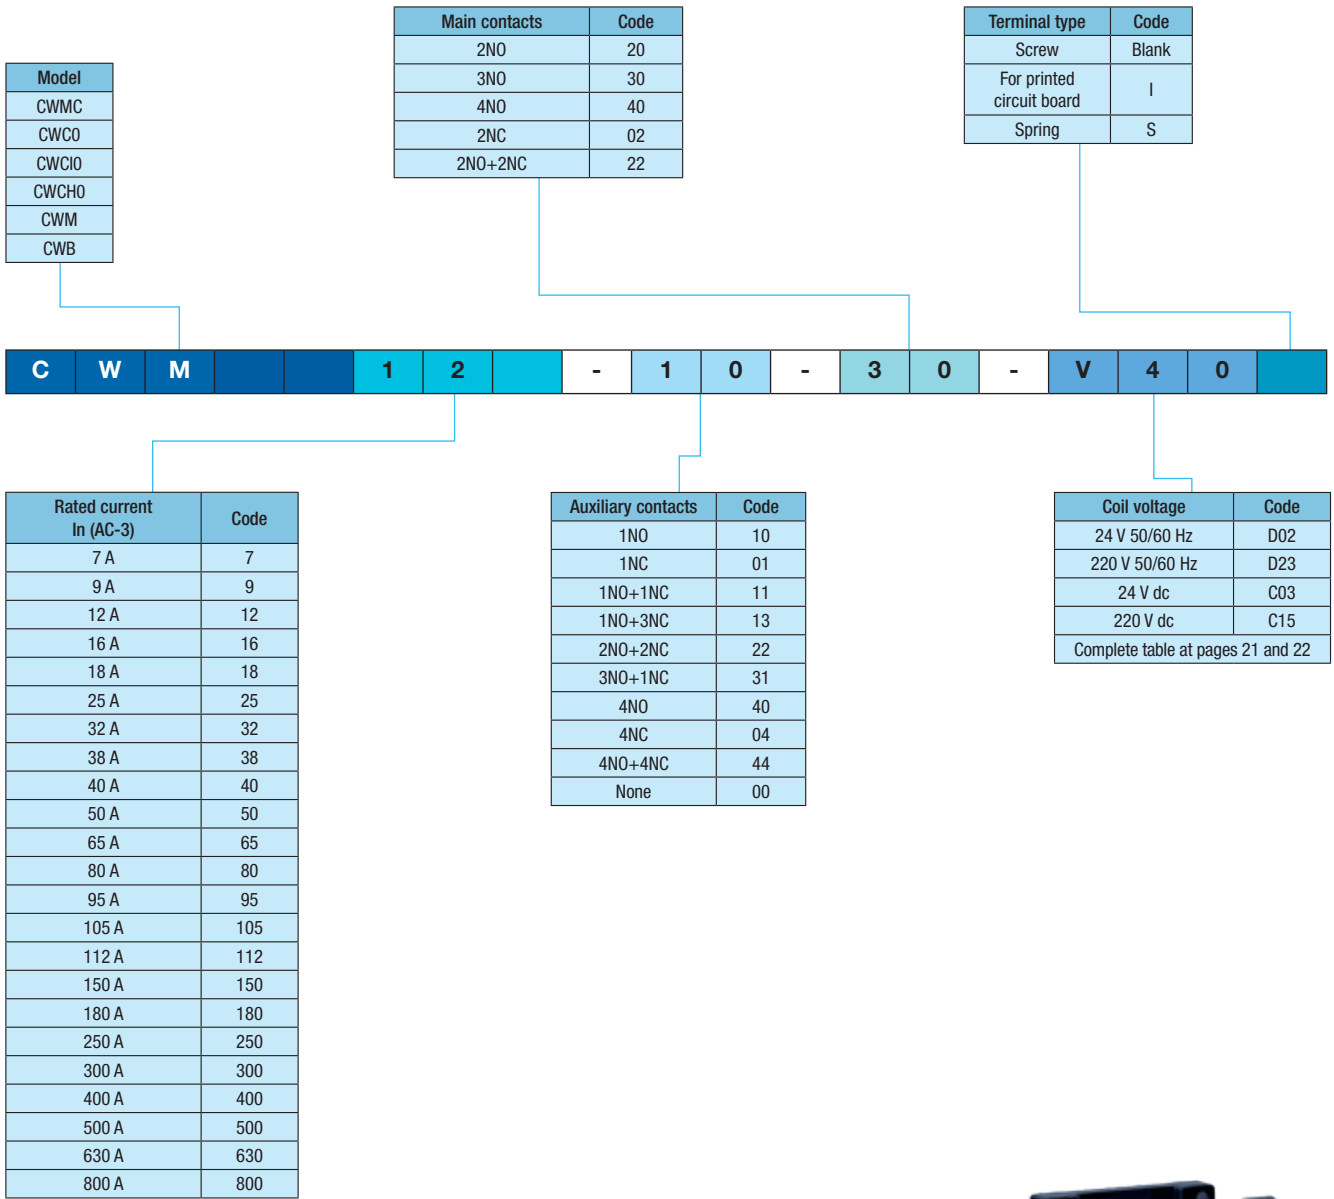 Main contacts Code
2NO 20
3NO 30
4NO 40
2NC 02
2NO+2NC 22
Terminal type Code
Screw Blank
For printed
circuit board I
Spring S
Model
CWMC
CWC0
CWCI0
CWCH0
CWM
CWB
C W M 1 2 - 1 0 - 3 0 - V 4 0
Rated current
In (AC-3) Code
7 A 7
9 A 9
12 A 12
16 A 16
18 A 18
25 A 25
32 A 32
38 A 38
40 A 40
50 A 50
65 A 65
80 A 80
95 A 95
105 A 105
112 A 112
150 A 150
180 A 180
250 A 250
300 A 300
400 A 400
500 A 500
630 A 630
800 A 800
Auxiliary contacts Code
1NO 10
1NC 01
1NO+1NC 11
1NO+3NC 13
2NO+2NC 22
3NO+1NC 31
4NO 40
4NC 04
4NO+4NC 44
None 00
Coil voltage Code
24 V 50/60 Hz D02
220 V 50/60 Hz D23
24 V dc C03
220 V dc C15
Complete table at pages 21 and 22